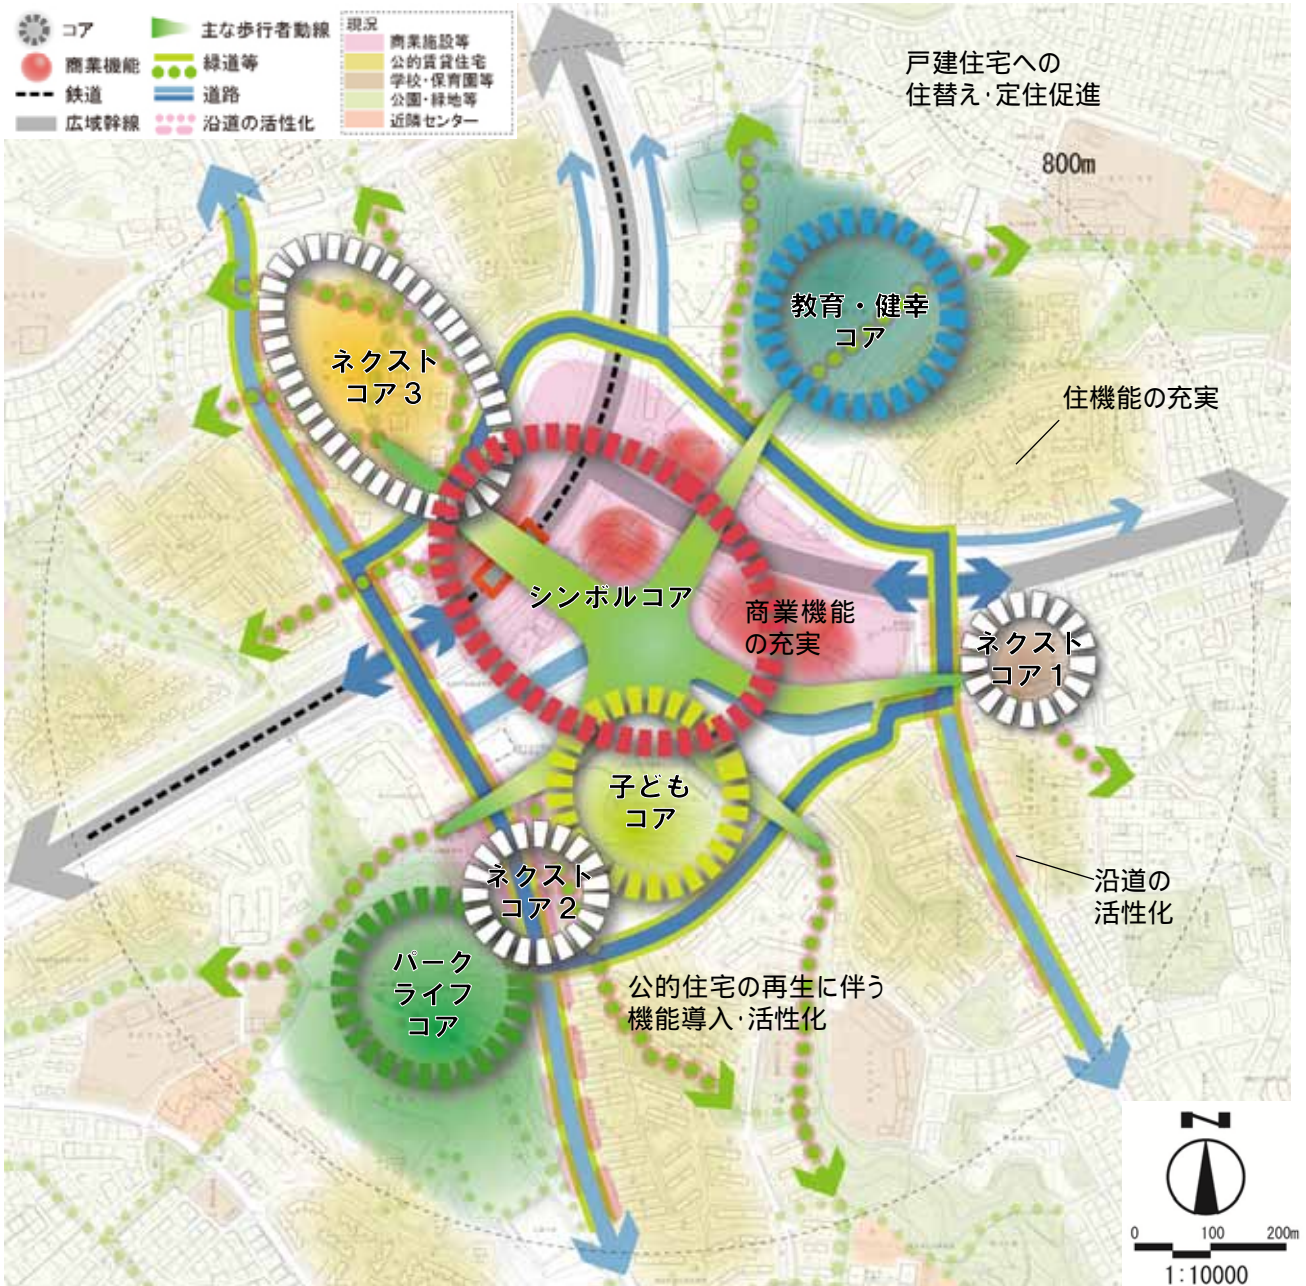 コア
商業機能
鉄道
広域幹線
主な歩行者動線
緑道等
道路
沿道の活性化
現況
商業施設等
公的賃貸住宅
学校・保育園等
公園・緑地等
近隣センター
戸建住宅への
住替え・定住促進
800m
教育・健幸
コア
ネクスト
コア3
住機能の充実
シンボルコア
商業機能
の充実
ネクスト
コア1
子ども
コア
ネクスト
コア2
沿道の
活性化
パーク
ライフ
コア
公的住宅の再生に伴う
機能導入・活性化
N
0 100 200m
1:10000